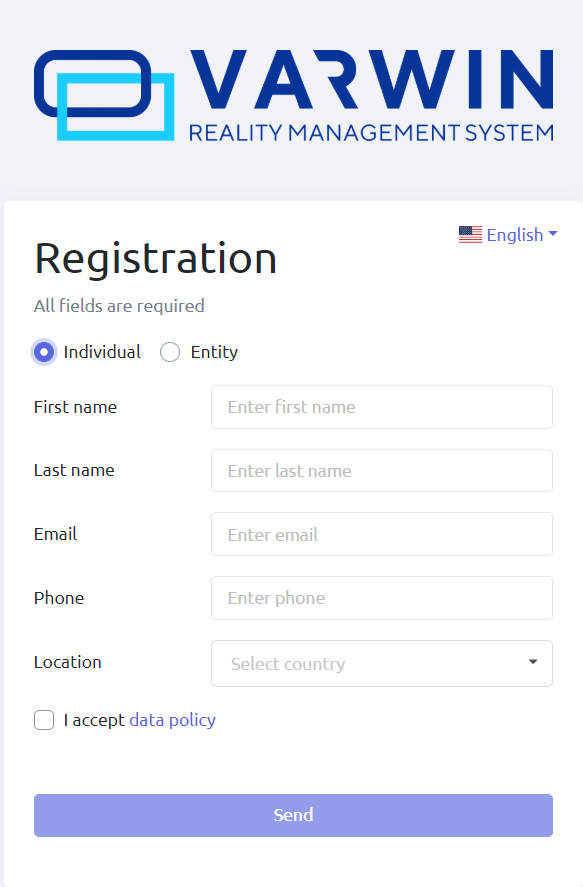 VARWIN
REALITY MANAGEMENT SYSTEM
English
Registration
All fields are required
Individual Entity
First name Enter first name
Last name Enter last name
Email Enter email
Phone Enter phone
Location Select country
I accept data policy
Send